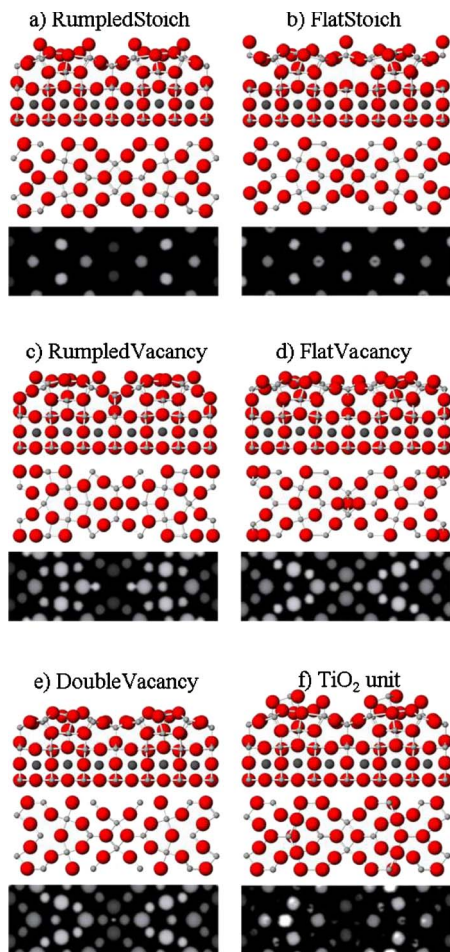 a) RumpledStoich
b) FlatStoich
c) RumpledVacancy
d) FlatVacancy
e) DoubleVacancy
f) TiO₂ unit